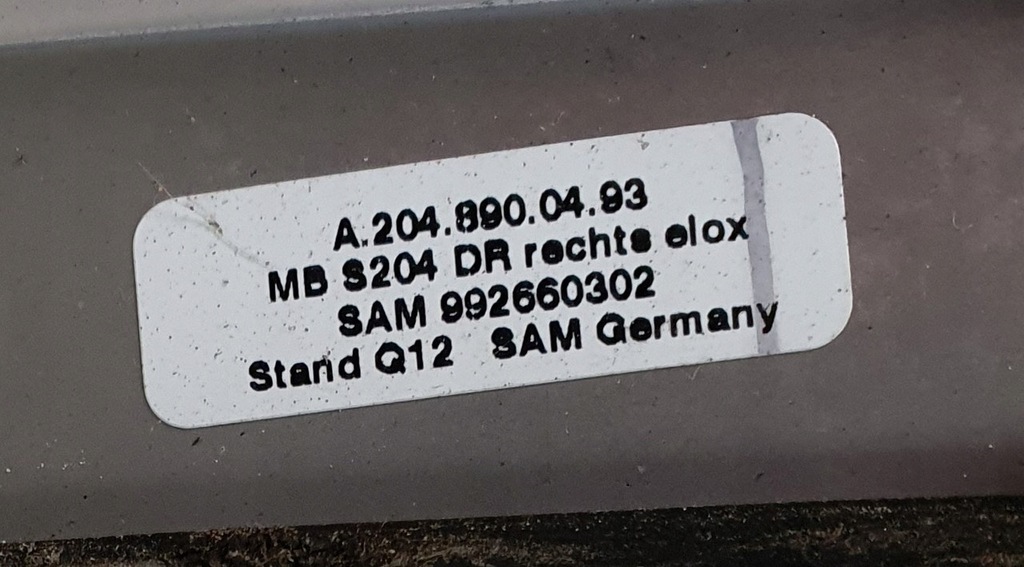 A.204.890.04.93
MB S204 DR rechts elox
SAM 992660302
Stand Q12 SAM Germany